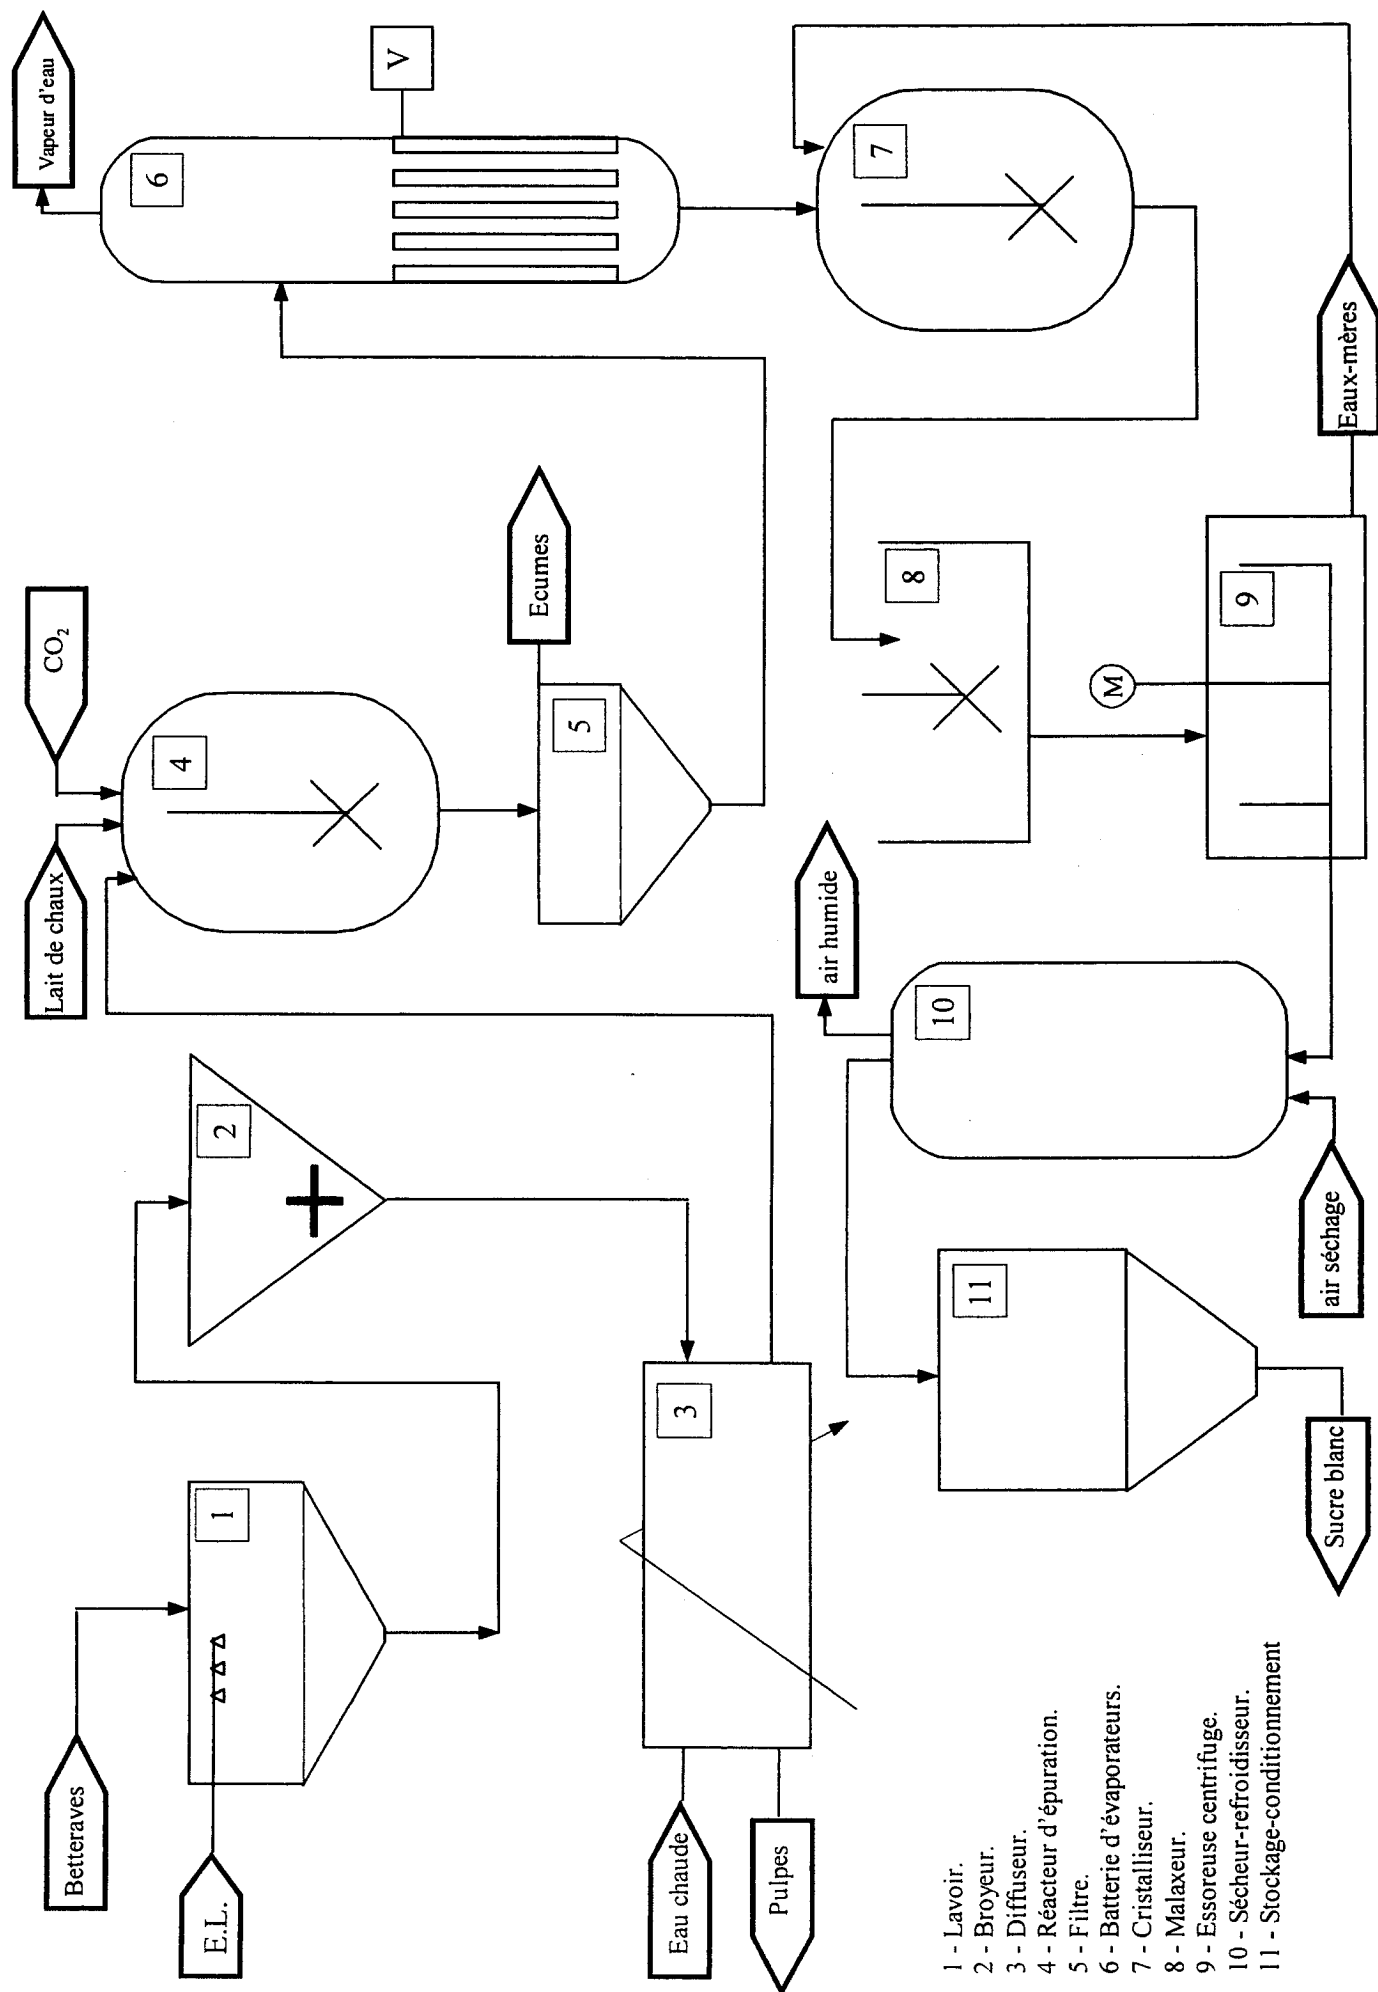 Betteraves
E.L.
1
2
Eau chaude
Pulpes
3
Lait de chaux
CO₂
4
5
Ecumes
6
Vapeur d'eau
V
7
8
M
9
Eaux-mères
10
air humide
air séchage
11
Sucre blanc
1 - Lavoir.
2 - Broyeur.
3 - Diffuseur.
4 - Réacteur d'épuration.
5 - Filtre.
6 - Batterie d'évaporateurs.
7 - Cristalliseur.
8 - Malaxeur.
9 - Essoreuse centrifuge.
10 - Sécheur-refroidisseur.
11 - Stockage-conditionnement